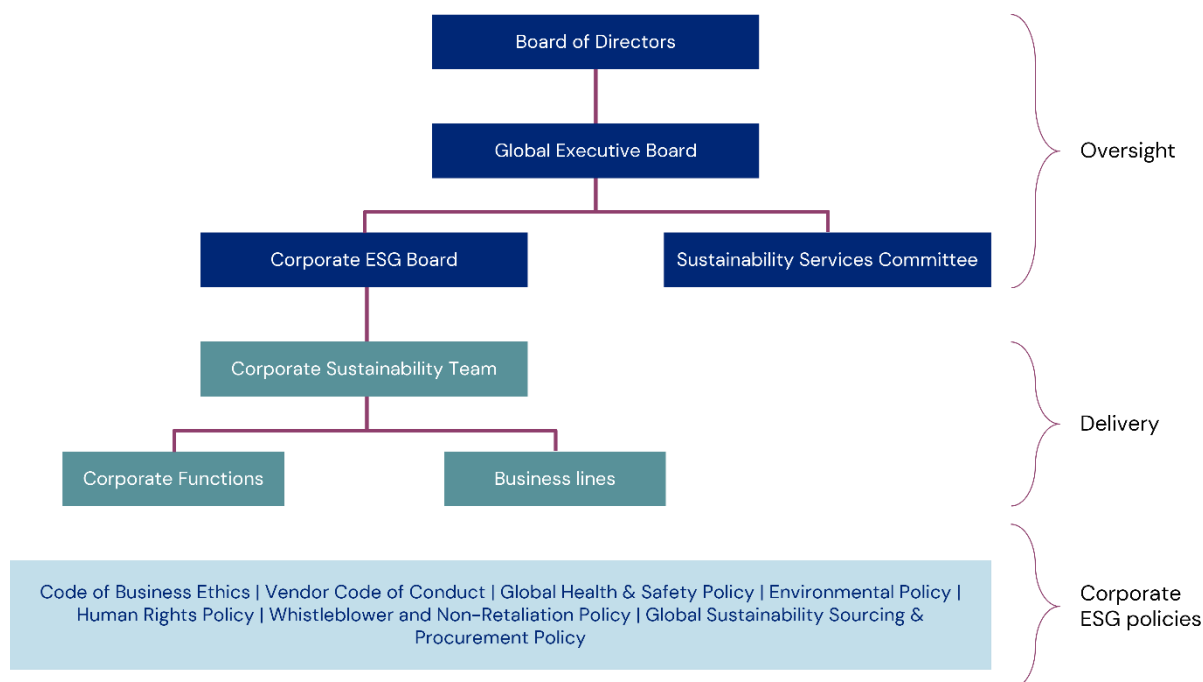 Board of Directors
Global Executive Board
Oversight
Corporate ESG Board
Sustainability Services Committee
Corporate Sustainability Team
Delivery
Corporate Functions
Business lines
Code of Business Ethics | Vendor Code of Conduct | Global Health & Safety Policy | Environmental Policy |
Human Rights Policy | Whistleblower and Non-Retaliation Policy | Global Sustainability Sourcing &
Procurement Policy
Corporate
ESG policies